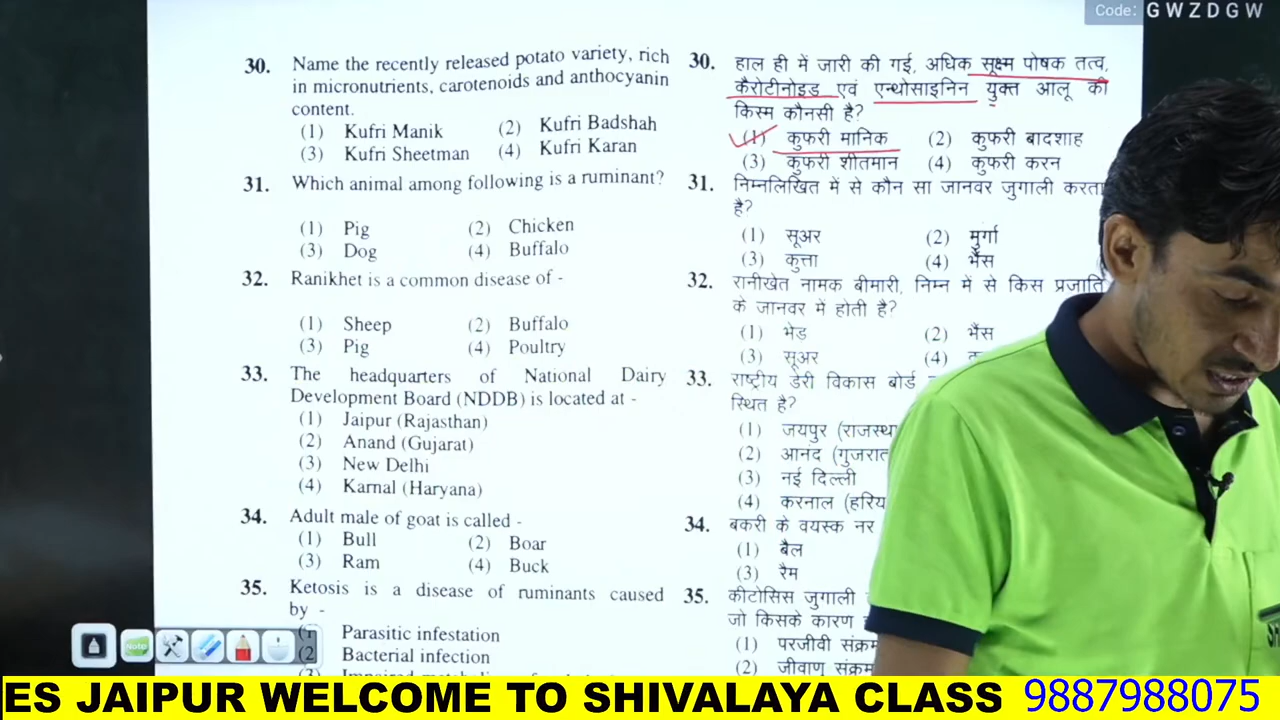 Code: G W Z D G W
30. Name the recently released potato variety, rich
in micronutrients, carotenoids and anthocyanin
content.
(1) Kufri Manik (2) Kufri Badshah
(3) Kufri Sheetman (4) Kufri Karan
31. Which animal among following is a ruminant?
(1) Pig (2) Chicken
(3) Dog (4) Buffalo
32. Ranikhet is a common disease of -
(1) Sheep (2) Buffalo
(3) Pig (4) Poultry
33. The headquarters of National Dairy
Development Board (NDDB) is located at -
(1) Jaipur (Rajasthan)
(2) Anand (Gujarat)
(3) New Delhi
(4) Karnal (Haryana)
34. Adult male of goat is called -
(1) Bull (2) Boar
(3) Ram (4) Buck
35. Ketosis is a disease of ruminants caused
by -
(1 Parasitic infestation
(2 Bacterial infection
30. हाल ही में जारी की गई, अधिक सूक्ष्म पोषक तत्व,
कैरोटीनोइड एवं एन्थोसाइनिन युक्त आलू की
किस्म कौनसी है?
(1) कुफरी मानिक (2) कुफरी बादशाह
(3) कुफरी शीतमान (4) कुफरी करन
31. निम्नलिखित में से कौन सा जानवर जुगाली करता
है?
(1) सूअर (2) मुर्गा
(3) कुत्ता (4) भैंस
32. रानीखेत नामक बीमारी, निम्न में से किस प्रजाति
के जानवर में होती है?
(1) भेड़ (2) भैंस
(3) सूअर (4)
33. राष्ट्रीय डेरी विकास बोर्ड
स्थित है?
(1) जयपुर (राजस्था
(2) आनंद (गुजरात
(3) नई दिल्ली
(4) करनाल (हरिय
34. बकरी के वयस्क नर
(1) बैल
(3) रैम
35. कीटोसिस जुगाली
जो किसके कारण
(1) परजीवी संक्रम
(2) जीवाणु संक्रम
Note
ES JAIPUR WELCOME TO SHIVALAYA CLASS 9887988075